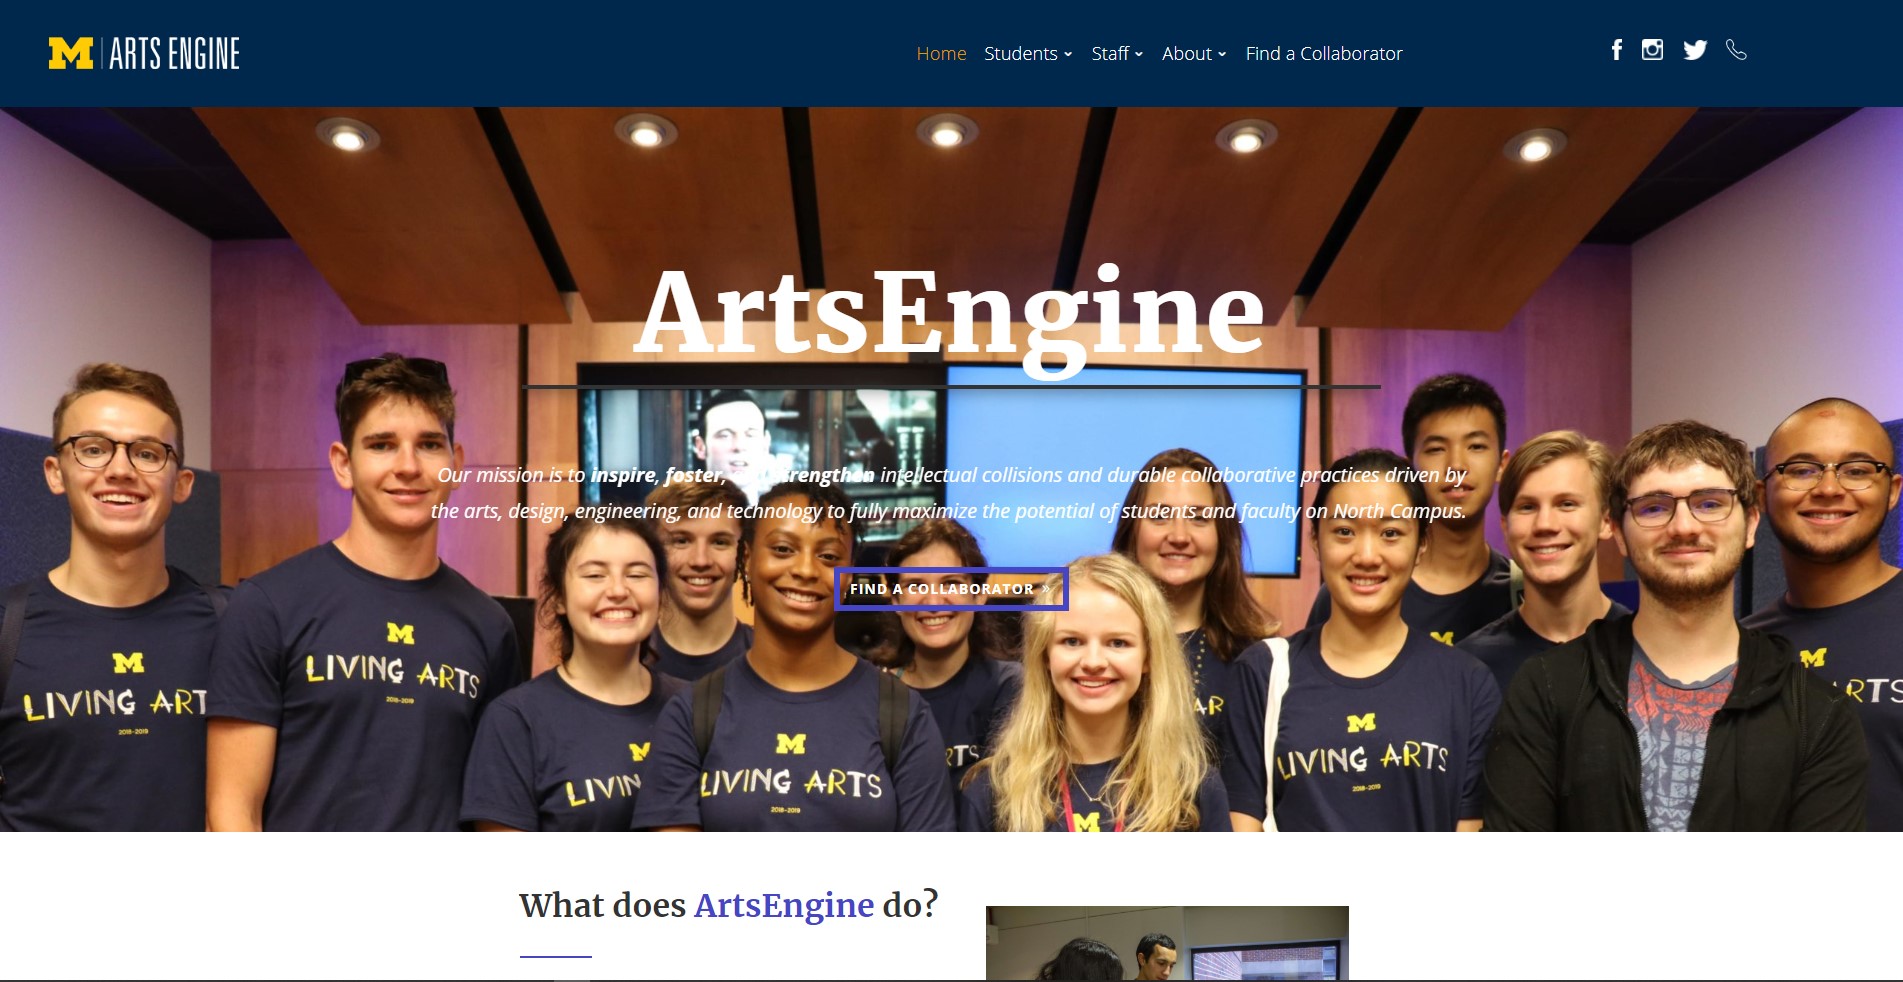 M | ARTS ENGINE
Home Students Staff About Find a Collaborator
ArtsEngine
Our mission is to inspire, foster, and strengthen intellectual collisions and durable collaborative practices driven by
the arts, design, engineering, and technology to fully maximize the potential of students and faculty on North Campus.
FIND A COLLABORATOR »
M
LIVING ART
2018-2019
M
LIVING ARTS
2018-2019
M
LIVIN
M
LIVING ARTS
2018-2019
RTS
M
AR
M
M
LIVING ARTS
2018-2019
M
ARTS
What does ArtsEngine do?